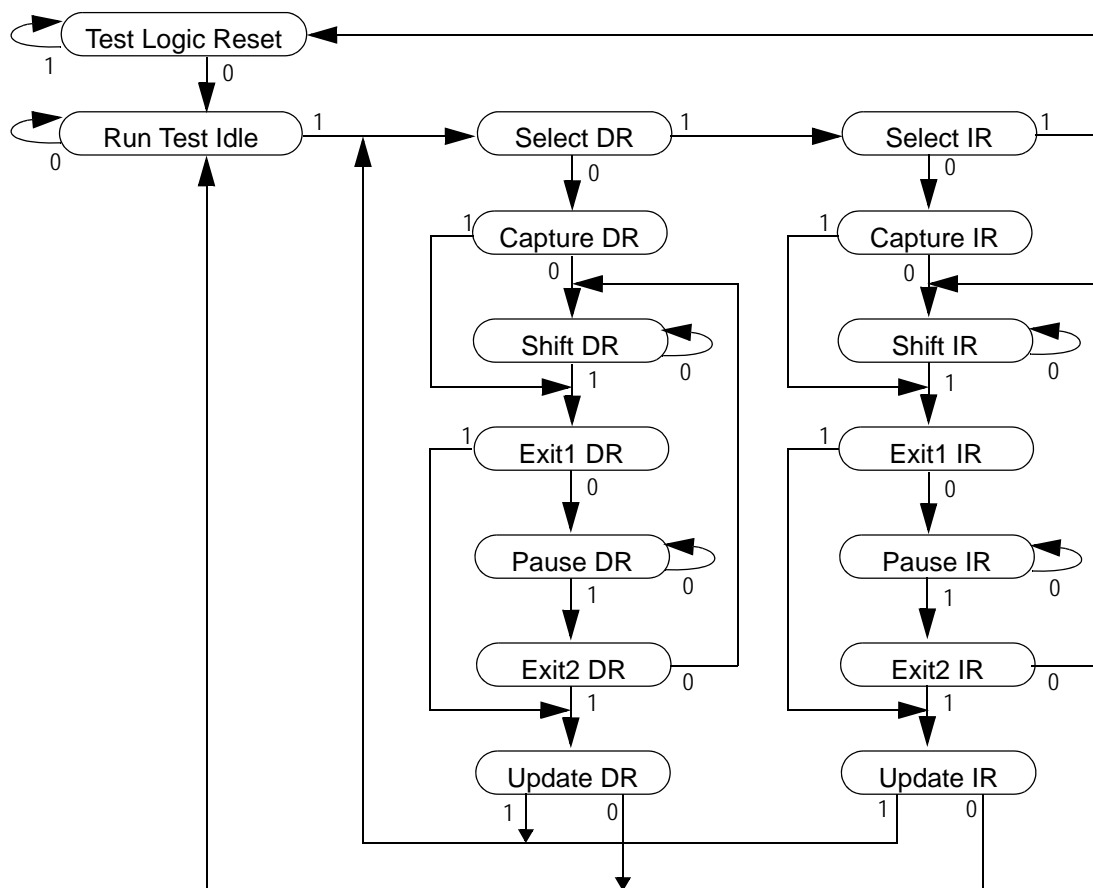 Test Logic Reset
1
0
Run Test Idle
1
0
Select DR
1
0
Select IR
1
0
Capture DR
1
0
Capture IR
1
0
Shift DR
0
1
Shift IR
0
1
Exit1 DR
1
0
Exit1 IR
1
0
Pause DR
0
1
Pause IR
0
1
Exit2 DR
0
1
Exit2 IR
0
1
Update DR
1
0
Update IR
1
0